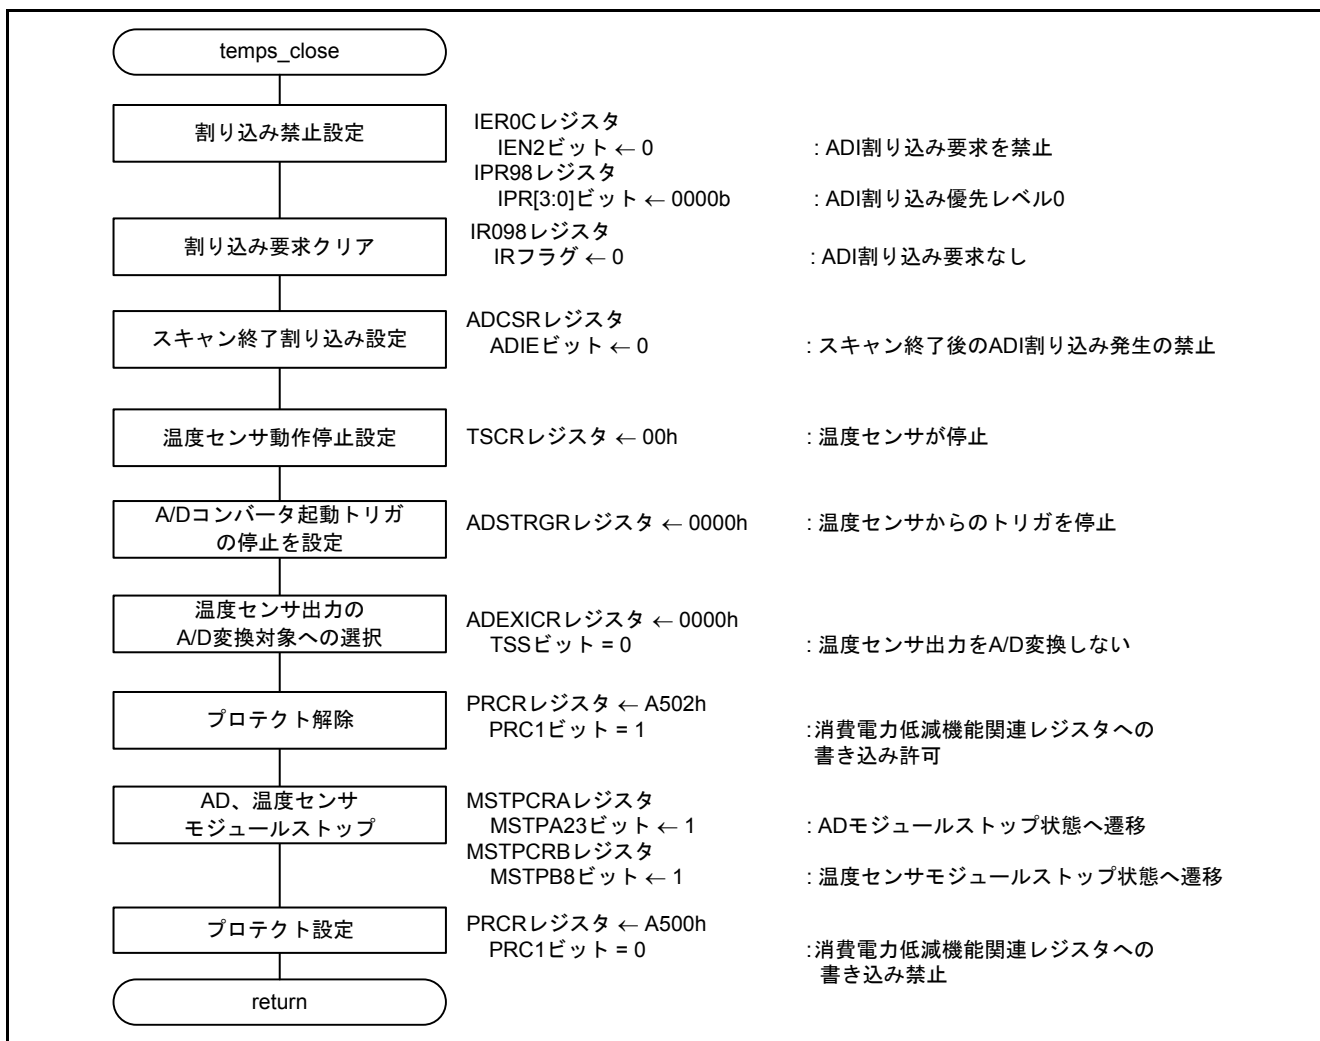 temps_close
割り込み禁止設定
IER0Cレジスタ
IEN2ビット ← 0 : ADI割り込み要求を禁止
IPR98レジスタ
IPR[3:0]ビット ← 0000b : ADI割り込み優先レベル0
割り込み要求クリア
IR098レジスタ
IRフラグ ← 0 : ADI割り込み要求なし
スキャン終了割り込み設定
ADCSRレジスタ
ADIEビット ← 0 : スキャン終了後のADI割り込み発生の禁止
温度センサ動作停止設定
TSCRレジスタ ← 00h : 温度センサが停止
A/Dコンバータ起動トリガ
の停止を設定
ADSTRGRレジスタ ← 0000h : 温度センサからのトリガを停止
温度センサ出力の
A/D変換対象への選択
ADEXICRレジスタ ← 0000h
TSSビット = 0 : 温度センサ出力をA/D変換しない
プロテクト解除
PRCRレジスタ ← A502h
PRC1ビット = 1 :消費電力低減機能関連レジスタへの
書き込み許可
AD、温度センサ
モジュールストップ
MSTPCRAレジスタ
MSTPA23ビット ← 1 : ADモジュールストップ状態へ遷移
MSTPCRBレジスタ
MSTPB8ビット ← 1 : 温度センサモジュールストップ状態へ遷移
プロテクト設定
PRCRレジスタ ← A500h
PRC1ビット = 0 :消費電力低減機能関連レジスタへの
書き込み禁止
return